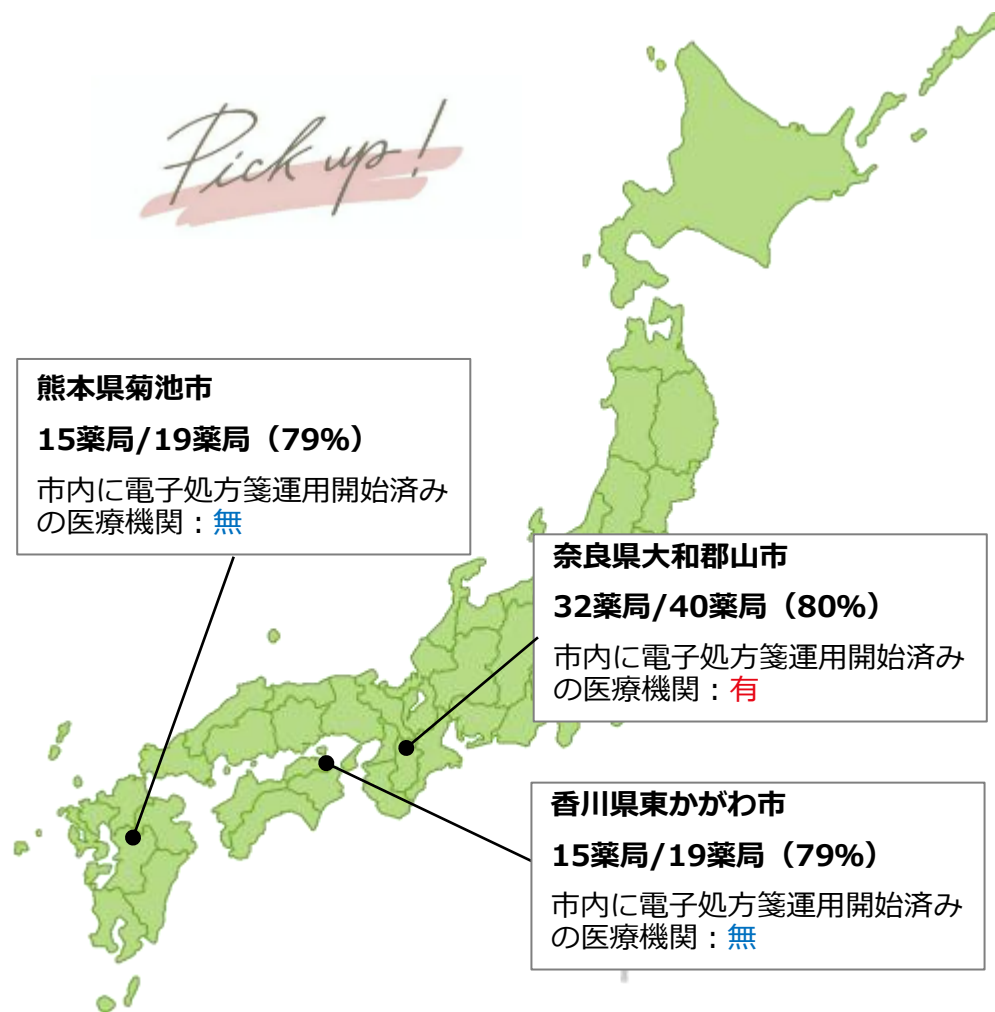 Pick up!
熊本県菊池市
15薬局/19薬局（79%）
市内に電子処方箋運用開始済み
の医療機関：無
奈良県大和郡山市
32薬局/40薬局（80%）
市内に電子処方箋運用開始済み
の医療機関：有
香川県東かがわ市
15薬局/19薬局（79%）
市内に電子処方箋運用開始済み
の医療機関：無